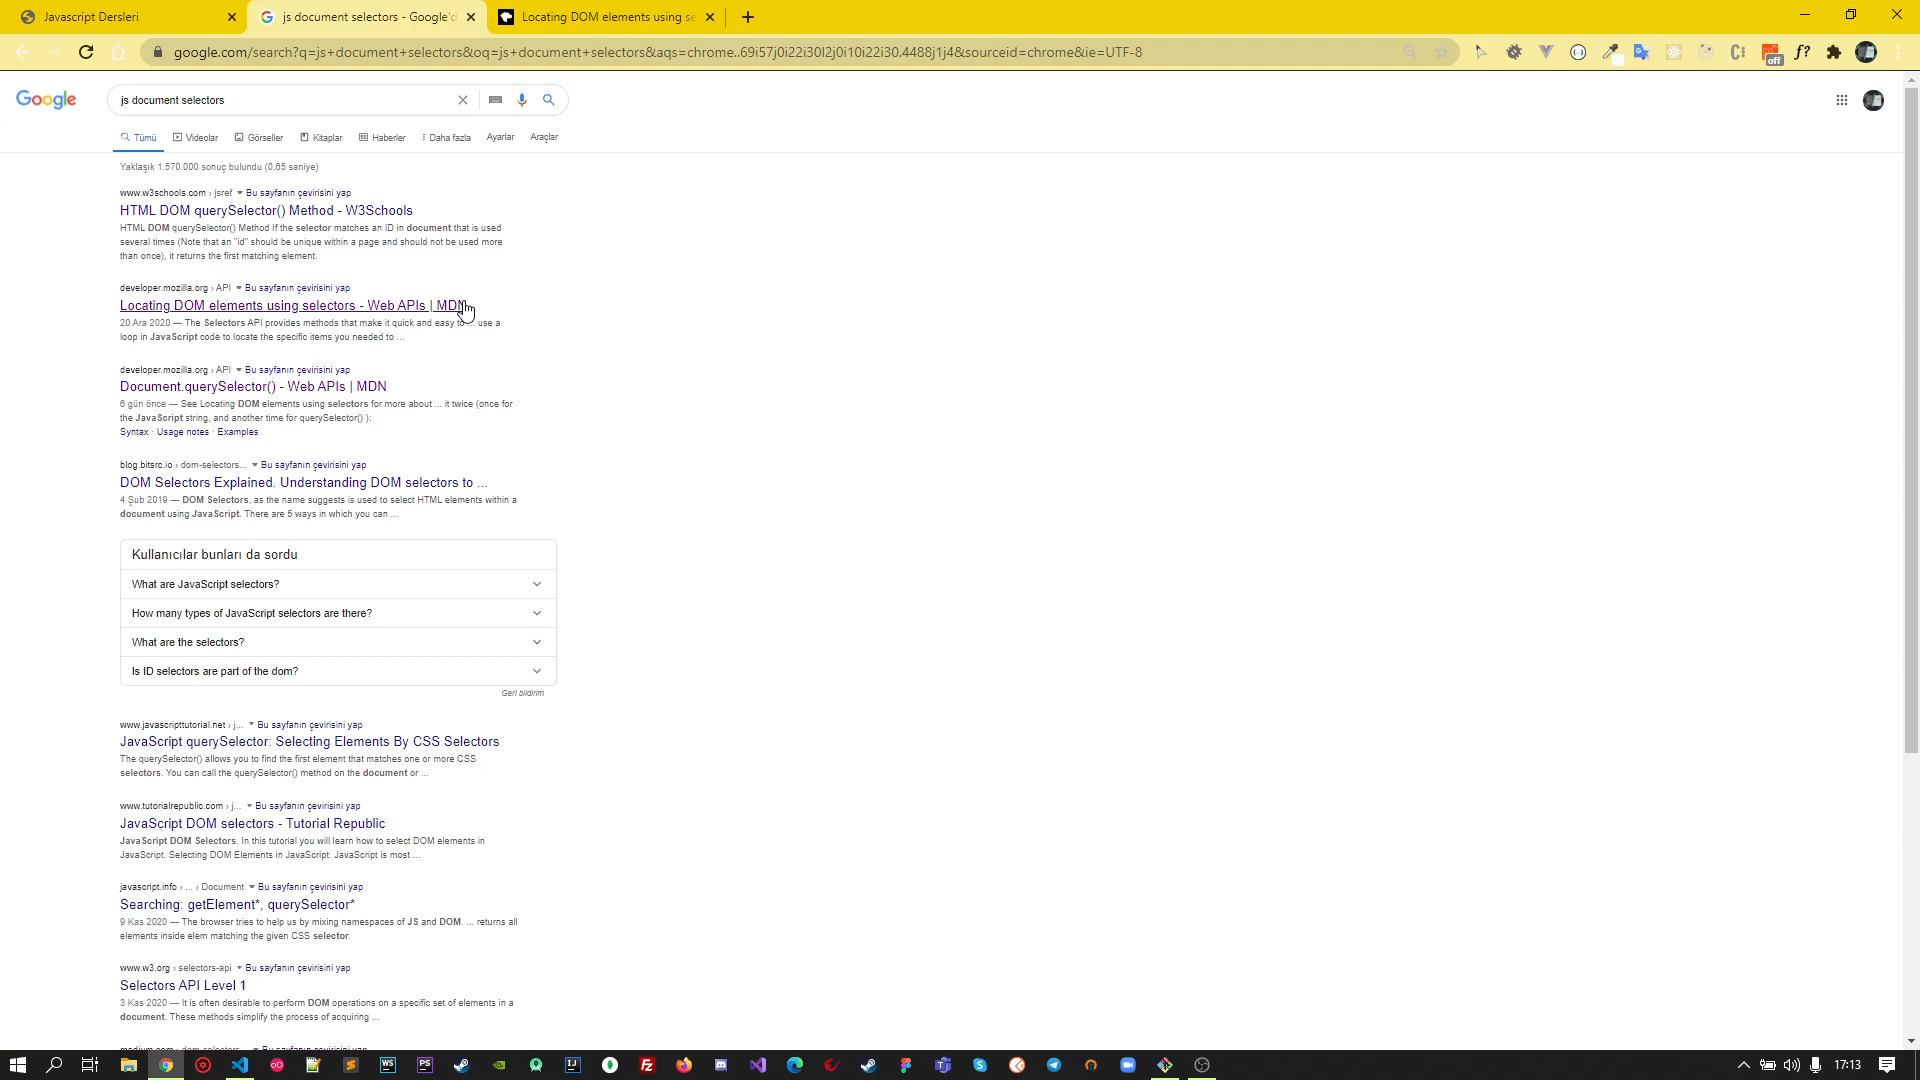 Javascript Dersleri
js document selectors - Google'd
Locating DOM elements using se
google.com/search?q=js+document+selectors&oq=js+document+selectors&aqs=chrome..69i57j0i22i30l2j0i10i22i30.4488j1j4&sourceid=chrome&ie=UTF-8
off
Google
js document selectors
Tümü Videolar Görseller Kitaplar Haberler Daha fazla Ayarlar Araçlar
Yaklaşık 1.570.000 sonuç bulundu (0,65 saniye)
www.w3schools.com › jsref Bu sayfanın çevirisini yap
HTML DOM querySelector() Method - W3Schools
HTML DOM querySelector() Method If the selector matches an ID in document that is used
several times (Note that an "id" should be unique within a page and should not be used more
than once), it returns the first matching element.
developer.mozilla.org › API Bu sayfanın çevirisini yap
Locating DOM elements using selectors - Web APIs | MDN
20 Ara 2020 — The Selectors API provides methods that make it quick and easy to ... use a
loop in JavaScript code to locate the specific items you needed to ...
developer.mozilla.org › API Bu sayfanın çevirisini yap
Document.querySelector() - Web APIs | MDN
6 gün önce — See Locating DOM elements using selectors for more about ... it twice (once for
the JavaScript string, and another time for querySelector() ):
Syntax · Usage notes · Examples
blog.bitsrc.io › dom-selectors... Bu sayfanın çevirisini yap
DOM Selectors Explained. Understanding DOM selectors to ...
4 Şub 2019 — DOM Selectors, as the name suggests is used to select HTML elements within a
document using JavaScript. There are 5 ways in which you can ...
Kullanıcılar bunları da sordu
What are JavaScript selectors?
How many types of JavaScript selectors are there?
What are the selectors?
Is ID selectors are part of the dom?
Geri bildirim
www.javascripttutorial.net › j... Bu sayfanın çevirisini yap
JavaScript querySelector: Selecting Elements By CSS Selectors
The querySelector() allows you to find the first element that matches one or more CSS
selectors. You can call the querySelector() method on the document or ...
www.tutorialrepublic.com › j... Bu sayfanın çevirisini yap
JavaScript DOM selectors - Tutorial Republic
JavaScript DOM Selectors. In this tutorial you will learn how to select DOM elements in
JavaScript. Selecting DOM Elements in JavaScript. JavaScript is most ...
javascript.info › ... › Document Bu sayfanın çevirisini yap
Searching: getElement*, querySelector*
9 Kas 2020 — The browser tries to help us by mixing namespaces of JS and DOM. ... returns all
elements inside elem matching the given CSS selector.
www.w3.org › selectors-api Bu sayfanın çevirisini yap
Selectors API Level 1
3 Kas 2020 — It is often desirable to perform DOM operations on a specific set of elements in a
document. These methods simplify the process of acquiring ...
medium.com › dom-selectors... Bu sayfanın çevirisini yap
17:13